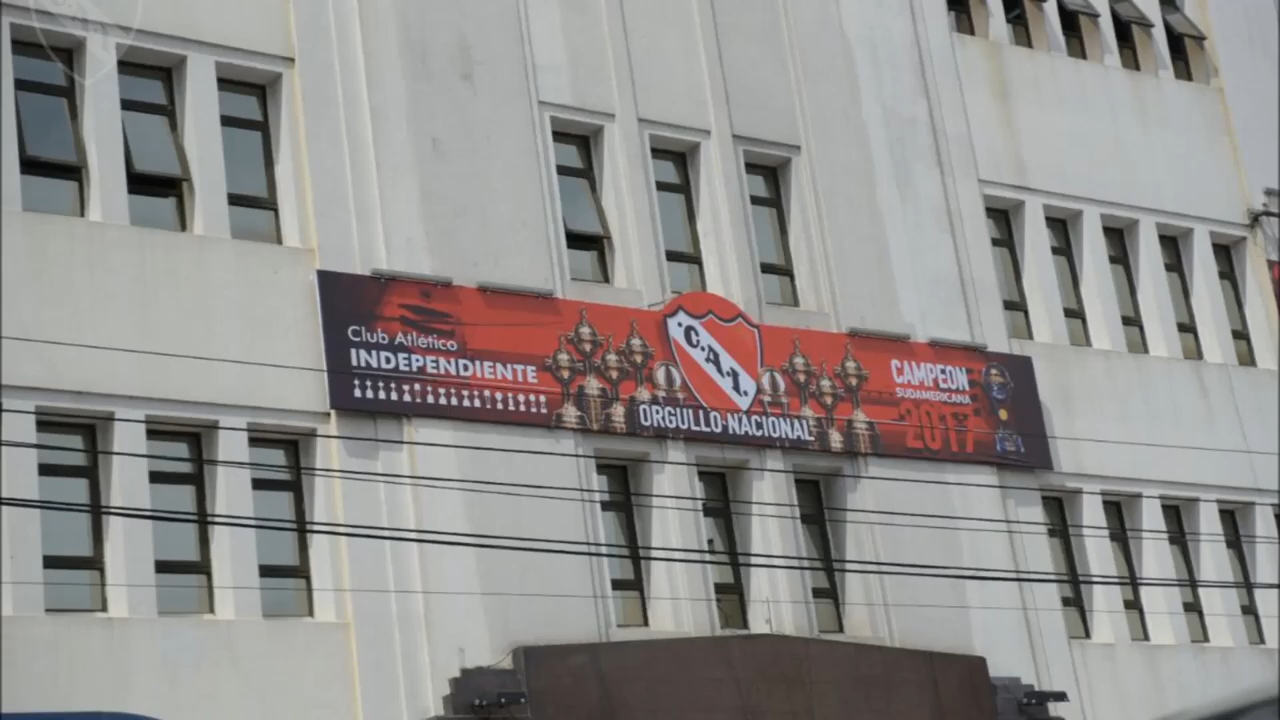 Club Atlético
INDEPENDIENTE
C.A.I.
ORGULLO NACIONAL
CAMPEON
SUDAMERICANA
2017